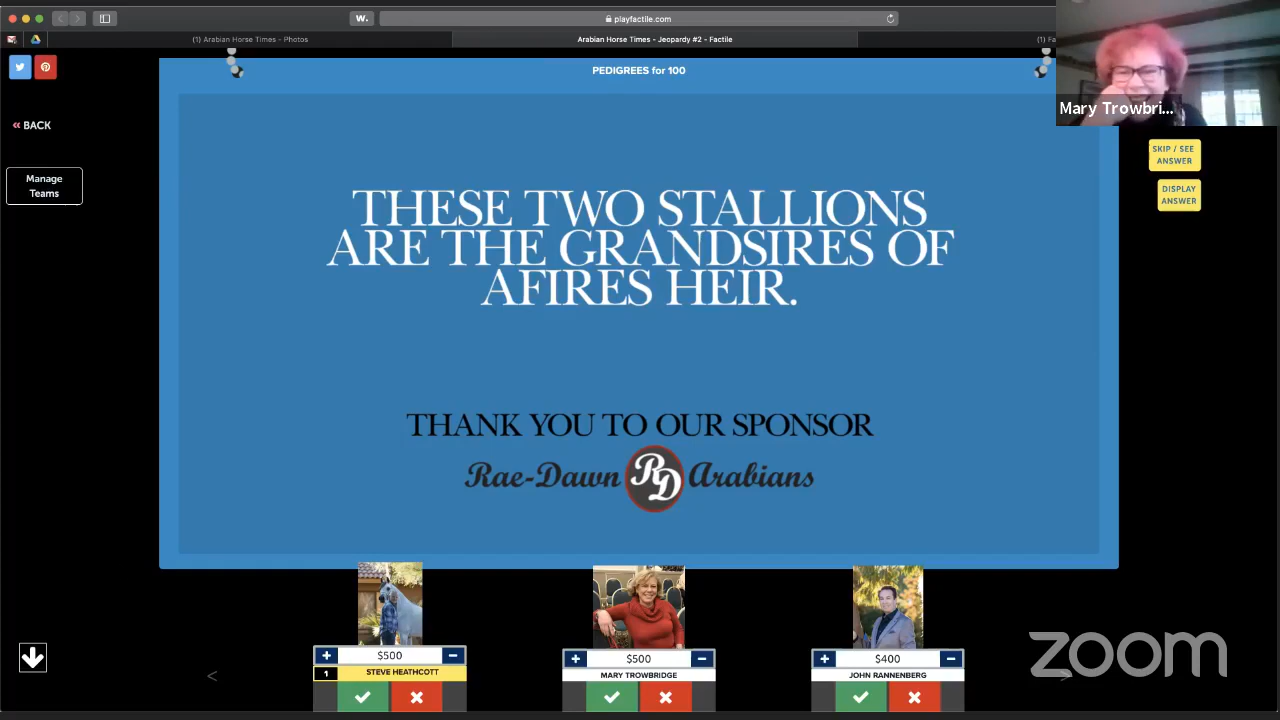 W.
playfactile.com
(1) Arabian Horse Times - Photos
Arabian Horse Times - Jeopardy #2 - Factile
(1) Fa
PEDIGREES for 100
Mary Trowbri...
« BACK
Manage
Teams
SKIP / SEE
ANSWER
DISPLAY
ANSWER
THESE TWO STALLIONS
ARE THE GRANDSIRES OF
AFIRES HEIR.
THANK YOU TO OUR SPONSOR
Rae-Dawn RD Arabians
+ $500 −
1 STEVE HEATHCOTT
+ $500 −
MARY TROWBRIDGE
+ $400 −
JOHN RANNENBERG
< >
zoom